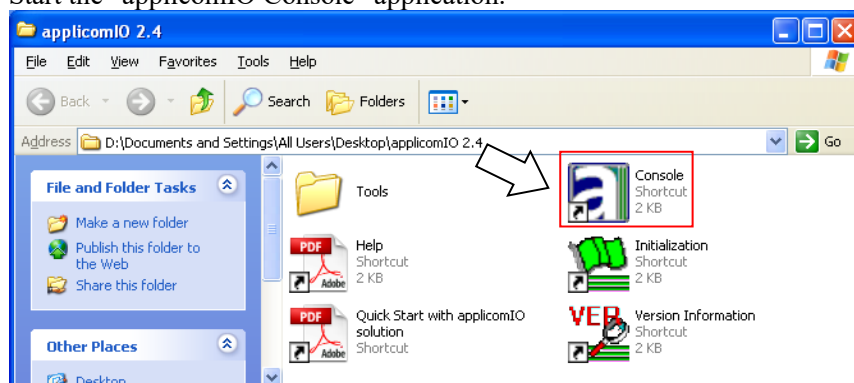 Start the "applicomIO Console" application.
applicomIO 2.4
File Edit View Favorites Tools Help
Back Search Folders
Address D:\Documents and Settings\All Users\Desktop\applicomIO 2.4 Go
File and Folder Tasks
Make a new folder
Publish this folder to
the Web
Share this folder
Other Places
Desktop
Tools
Console
Shortcut
2 KB
PDF
Adobe
Help
Shortcut
2 KB
Initialization
Shortcut
2 KB
PDF
Adobe
Quick Start with applicomIO
solution
Shortcut
VER
Version Information
Shortcut
2 KB